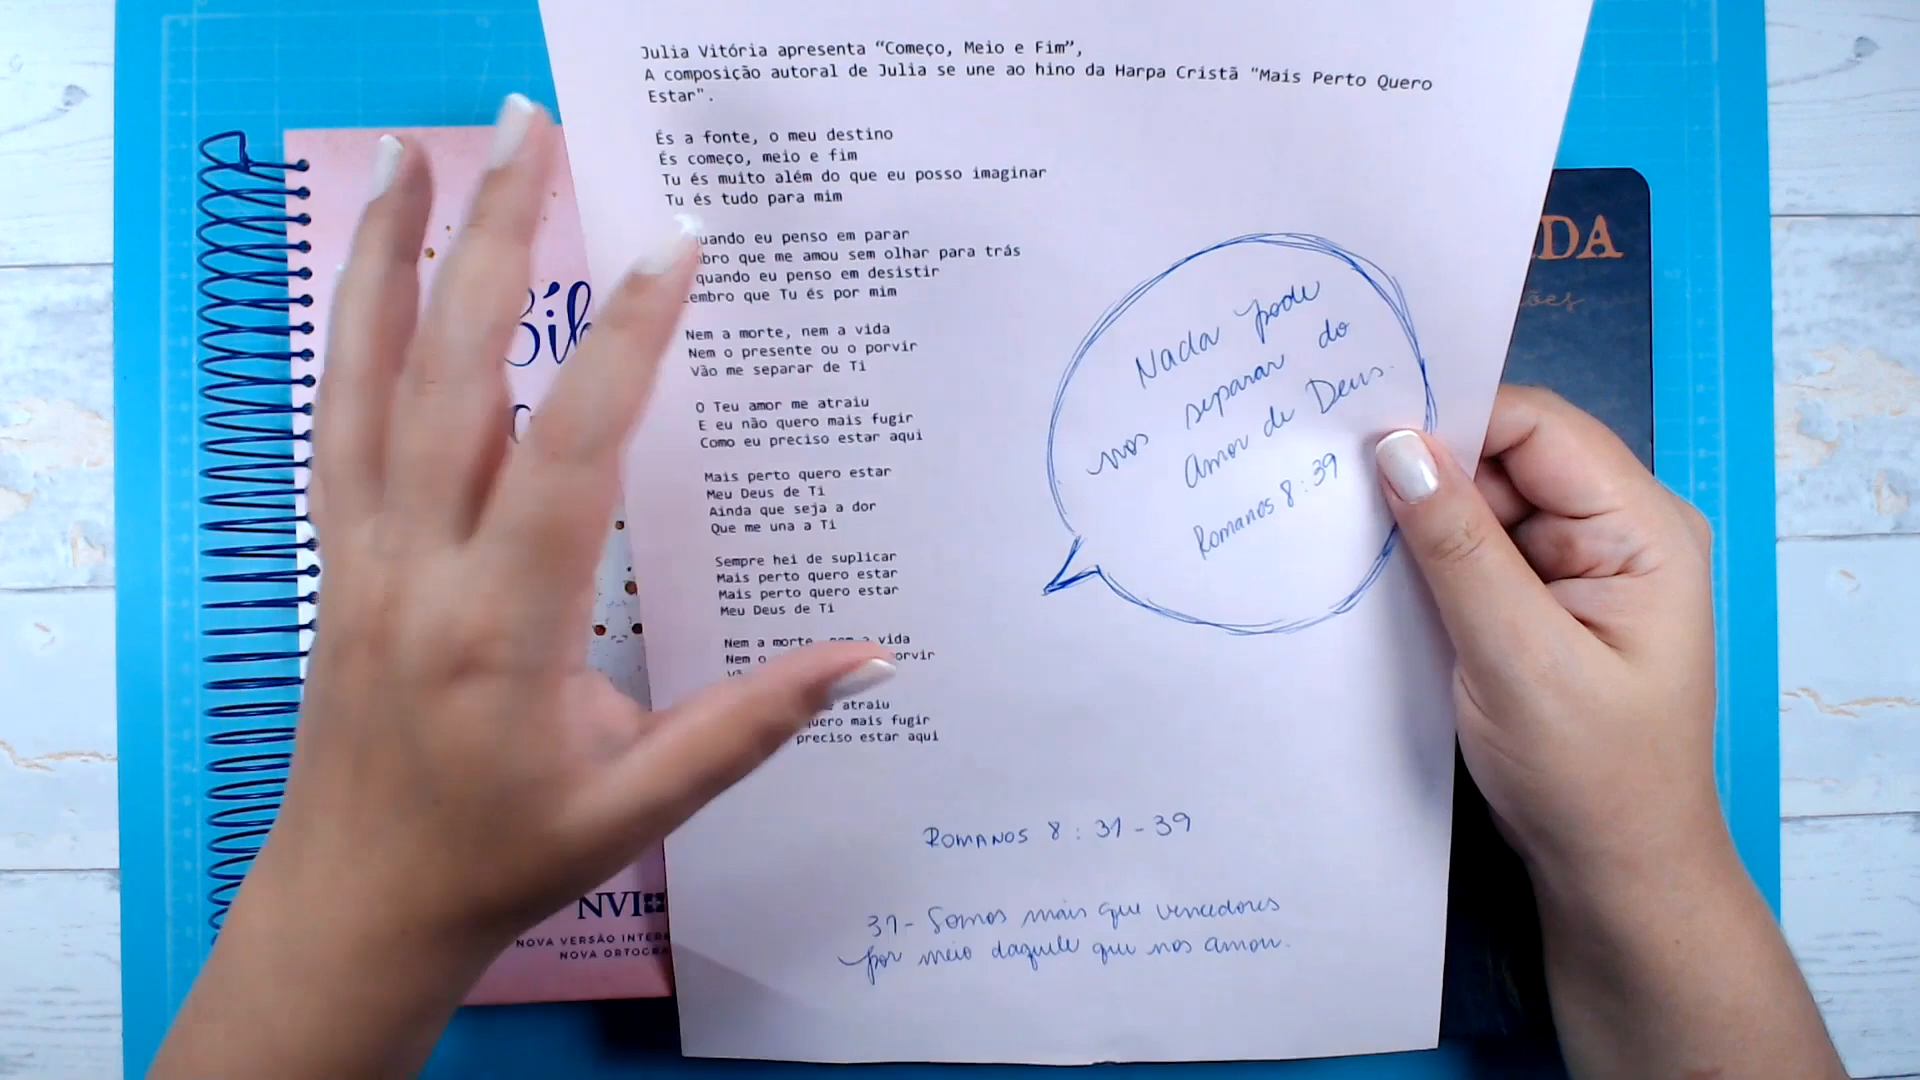 Julia Vitória apresenta “Começo, Meio e Fim”,
A composição autoral de Julia se une ao hino da Harpa Cristã "Mais Perto Quero
Estar".
És a fonte, o meu destino
És começo, meio e fim
Tu és muito além do que eu posso imaginar
Tu és tudo para mim
quando eu penso em parar
mbro que me amou sem olhar para trás
quando eu penso em desistir
Lembro que Tu és por mim
Nem a morte, nem a vida
Nem o presente ou o porvir
Vão me separar de Ti
O Teu amor me atraiu
E eu não quero mais fugir
Como eu preciso estar aqui
Mais perto quero estar
Meu Deus de Ti
Ainda que seja a dor
Que me una a Ti
Sempre hei de suplicar
Mais perto quero estar
Mais perto quero estar
Meu Deus de Ti
Nem a morte, nem a vida
Nem o orvir
atraiu
quero mais fugir
preciso estar aqui
Nada pode
nos separar do
amor de Deus.
Romanos 8:39
ROMANOS 8: 31-39
37- Somos mais que vencedores
por meio daquele que nos amou.
Bíb
NVI
NOVA VERSÃO INTER
NOVA ORTOGRA
DA
ões